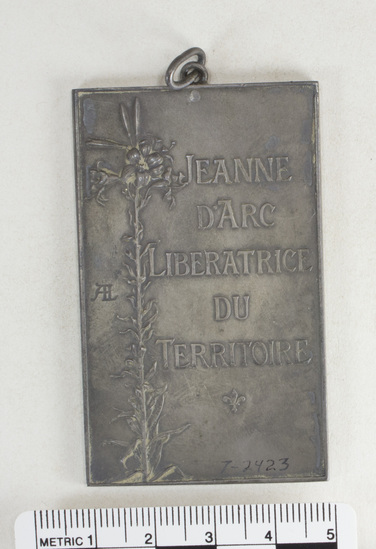 JEANNE
D'ARC
LIBERATRICE
DU
TERRITOIRE
AL
T-2423
METRIC 1 2 3 4 5